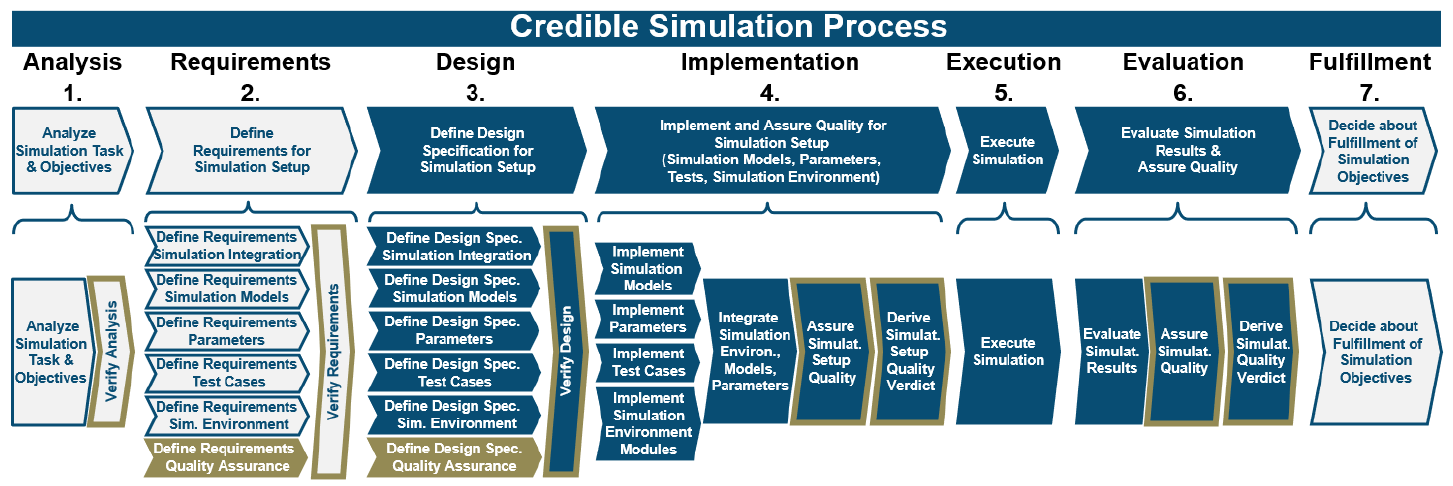 Credible Simulation Process
Analysis
1.
Requirements
2.
Design
3.
Implementation
4.
Execution
5.
Evaluation
6.
Fulfillment
7.
Analyze
Simulation Task
& Objectives
Define
Requirements for
Simulation Setup
Define Design
Specification for
Simulation Setup
Implement and Assure Quality for
Simulation Setup
(Simulation Models, Parameters,
Tests, Simulation Environment)
Execute
Simulation
Evaluate Simulation
Results &
Assure Quality
Decide about
Fulfillment of
Simulation
Objectives
Analyze
Simulation
Task &
Objectives
Verify Analysis
Define Requirements
Simulation Integration
Define Requirements
Simulation Models
Define Requirements
Parameters
Define Requirements
Test Cases
Define Requirements
Sim. Environment
Define Requirements
Quality Assurance
Verify Requirements
Define Design Spec.
Simulation Integration
Define Design Spec.
Simulation Models
Define Design Spec.
Parameters
Define Design Spec.
Test Cases
Define Design Spec.
Sim. Environment
Define Design Spec.
Quality Assurance
Verify Design
Implement
Simulation
Models
Implement
Parameters
Implement
Test Cases
Implement
Simulation
Environment
Modules
Integrate
Simulation
Environ.,
Models,
Parameters
Assure
Simulat.
Setup
Quality
Derive
Simulat.
Setup
Quality
Verdict
Execute
Simulation
Evaluate
Simulat.
Results
Assure
Simulat.
Quality
Derive
Simulat.
Quality
Verdict
Decide about
Fulfillment of
Simulation
Objectives